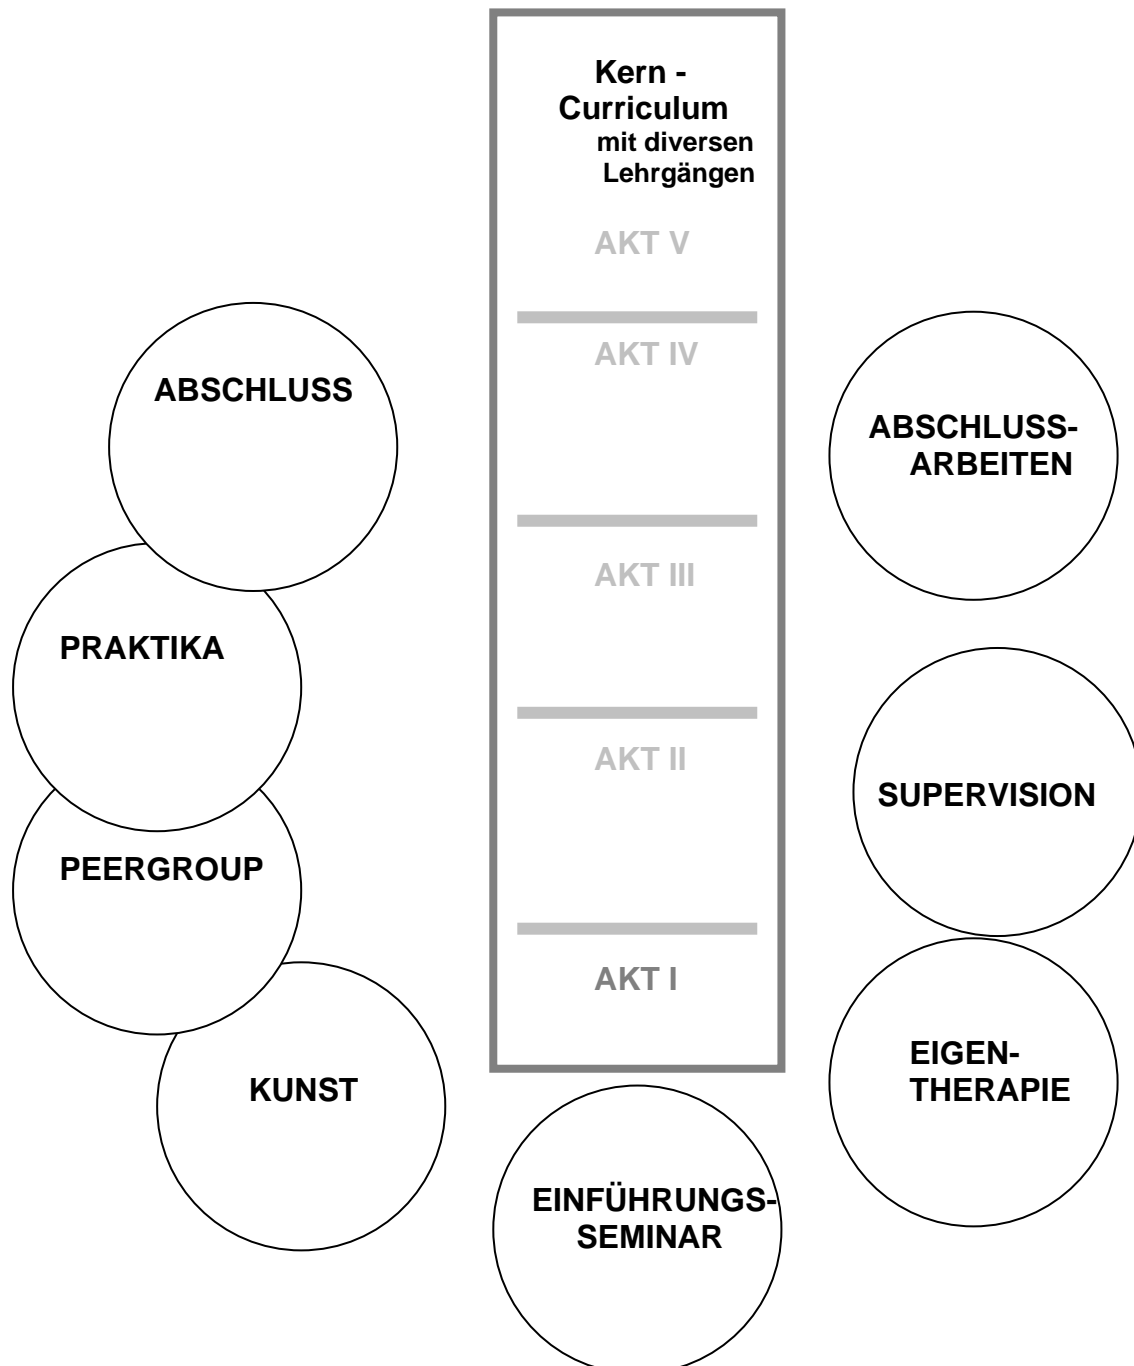 Kern -
Curriculum
mit diversen
Lehrgängen
AKT V
AKT IV
AKT III
AKT II
AKT I
ABSCHLUSS
PRAKTIKA
PEERGROUP
KUNST
EINFÜHRUNGS-
SEMINAR
ABSCHLUSS-
ARBEITEN
SUPERVISION
EIGEN-
THERAPIE